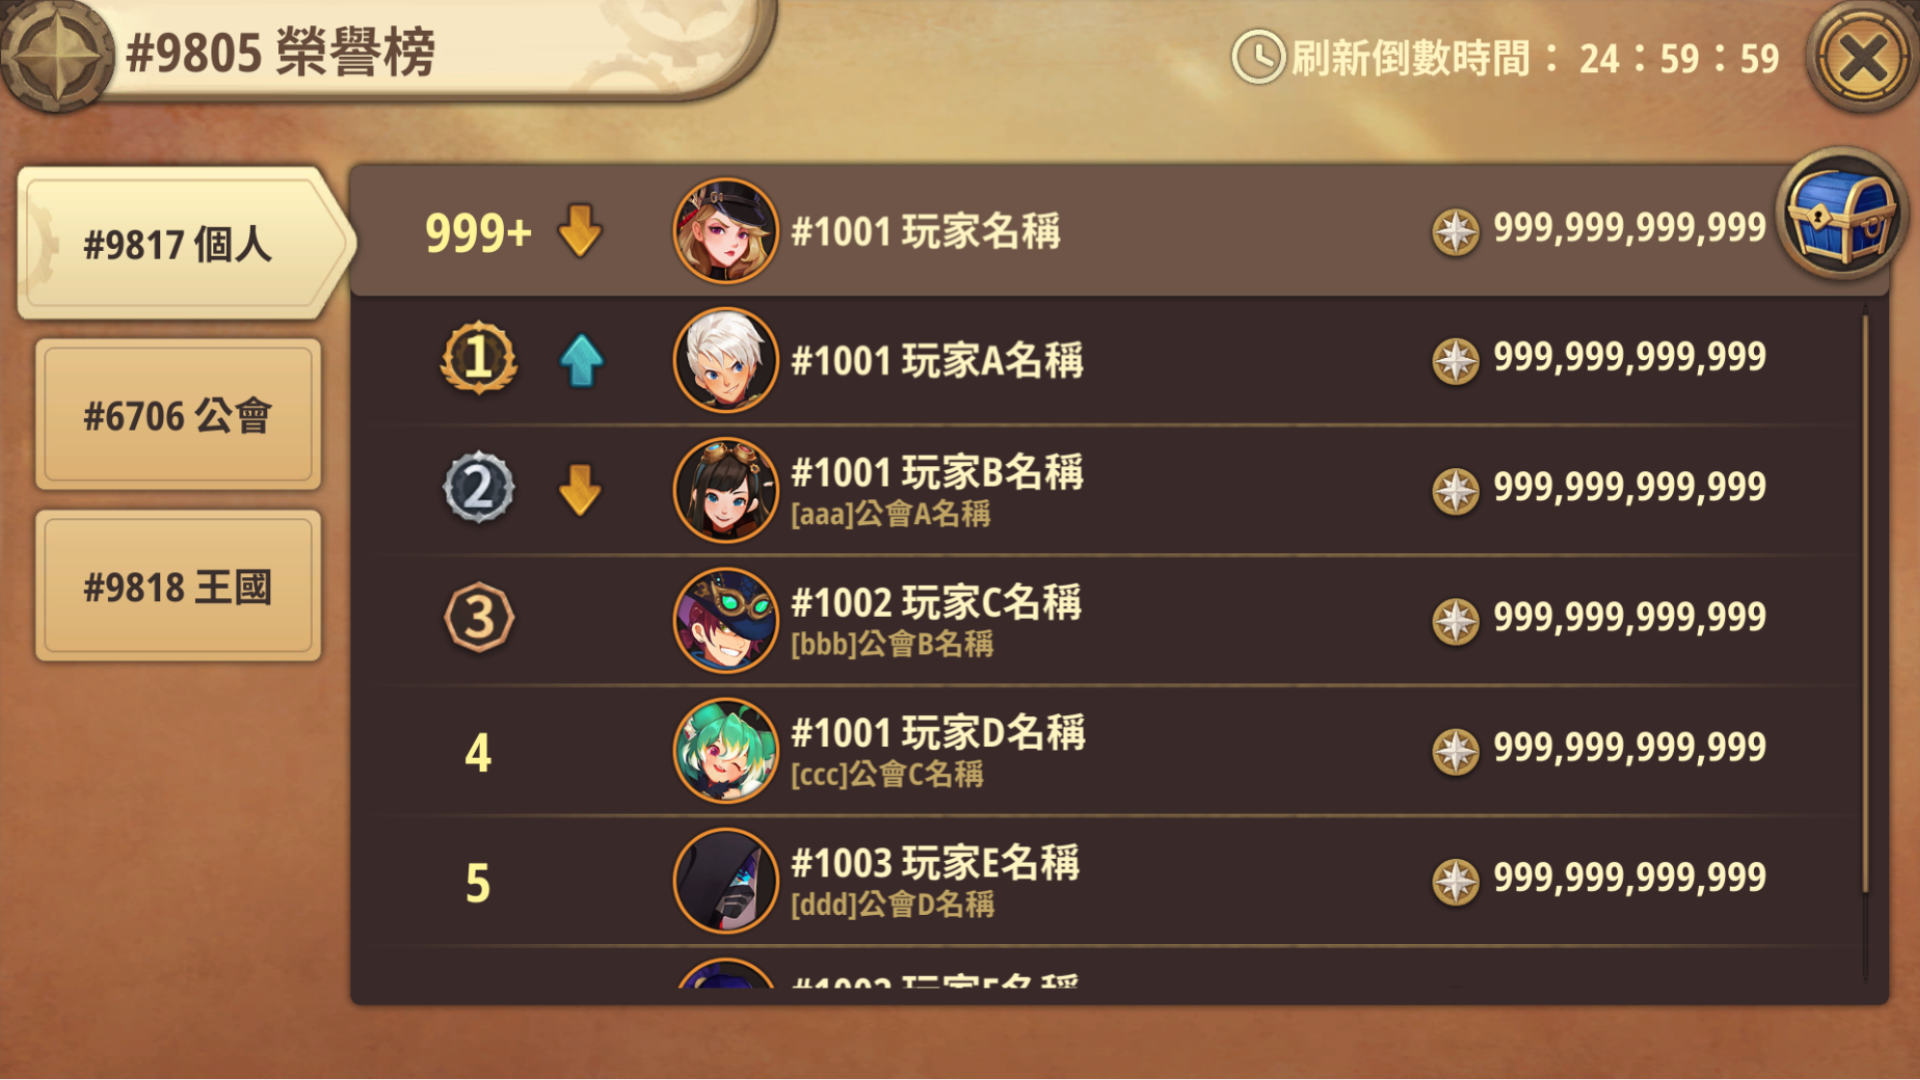 #9805 榮譽榜
刷新倒數時間： 24：59：59
#9817 個人
#6706 公會
#9818 王國
999+ #1001 玩家名稱 999,999,999,999
1 #1001 玩家A名稱 999,999,999,999
2 #1001 玩家B名稱 999,999,999,999
[aaa]公會A名稱
3 #1002 玩家C名稱 999,999,999,999
[bbb]公會B名稱
4 #1001 玩家D名稱 999,999,999,999
[ccc]公會C名稱
5 #1003 玩家E名稱 999,999,999,999
[ddd]公會D名稱